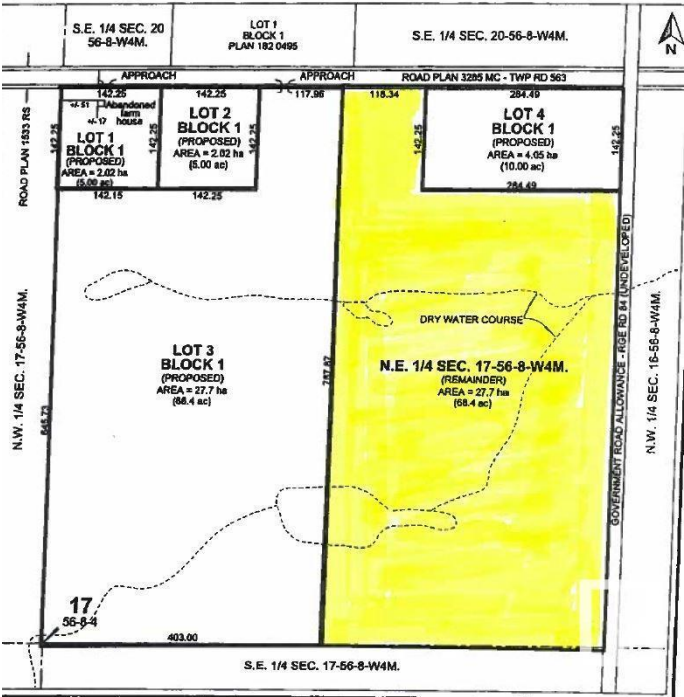 S.E. 1/4 SEC. 20
56-8-W4M.
LOT 1
BLOCK 1
PLAN 182 0495
S.E. 1/4 SEC. 20-56-8-W4M.
N
APPROACH
APPROACH
ROAD PLAN 3285 MC - TWP RD 563
142.25
142.25
117.96
115.34
284.49
+/- 51
Abandoned
farm
house
+/- 17
LOT 1
BLOCK 1
(PROPOSED)
AREA = 2.02 ha
(5.00 ac)
142.25
142.25
LOT 2
BLOCK 1
(PROPOSED)
AREA = 2.02 ha
(5.00 ac)
142.25
142.25
LOT 4
BLOCK 1
(PROPOSED)
AREA = 4.05 ha
(10.00 ac)
142.25
284.49
142.15
142.25
ROAD PLAN 1533 RS
N.W. 1/4 SEC. 17-56-8-W4M.
DRY WATER COURSE
LOT 3
BLOCK 1
(PROPOSED)
AREA = 27.7 ha
(68.4 ac)
N.E. 1/4 SEC. 17-56-8-W4M.
(REMAINDER)
AREA = 27.7 ha
(68.4 ac)
GOVERNMENT ROAD ALLOWANCE - RGE RD 84 (UNDEVELOPED)
N.W. 1/4 SEC. 16-56-8-W4M.
17
56-8-4
403.00
S.E. 1/4 SEC. 17-56-8-W4M.